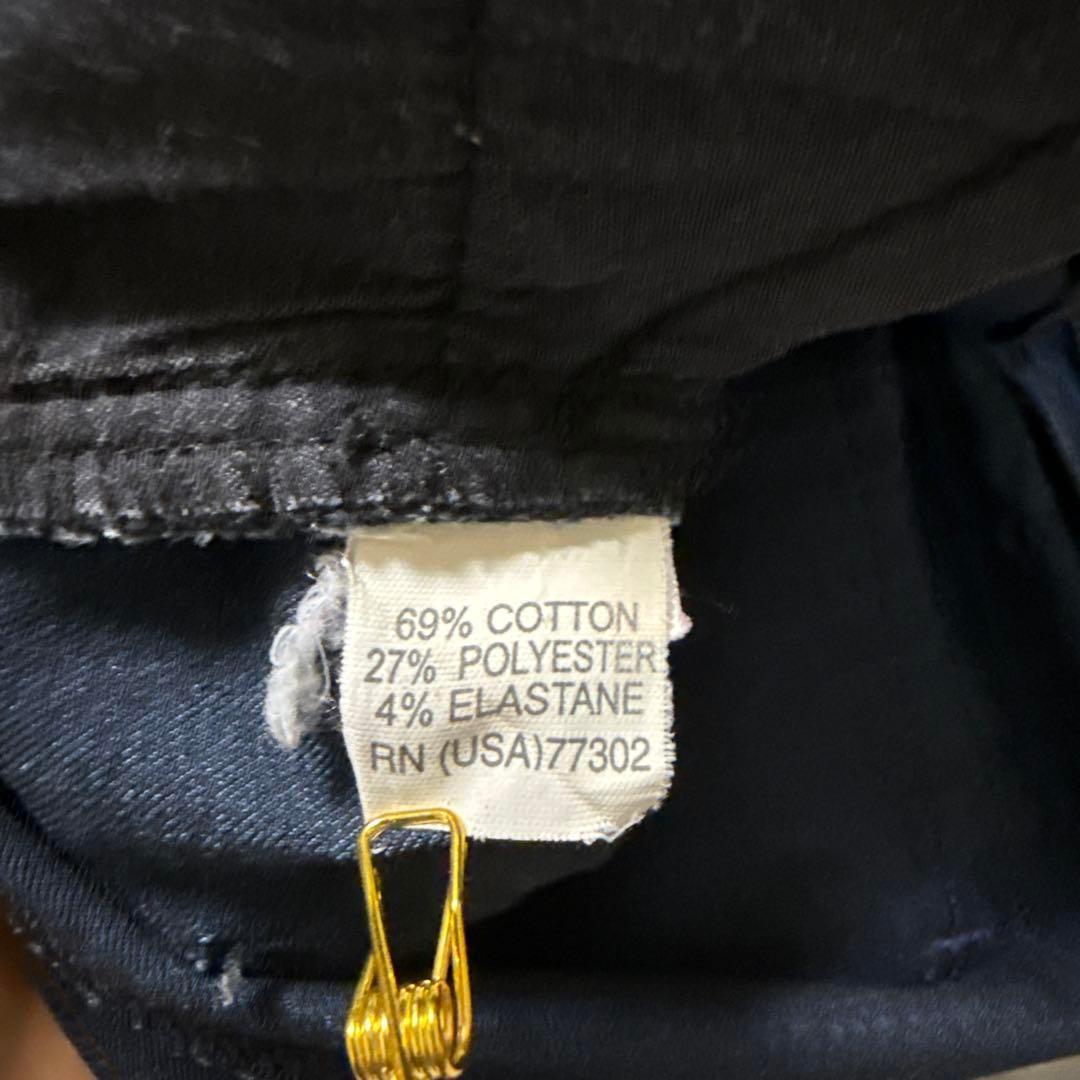 69% COTTON
27% POLYESTER
4% ELASTANE
RN (USA)77302